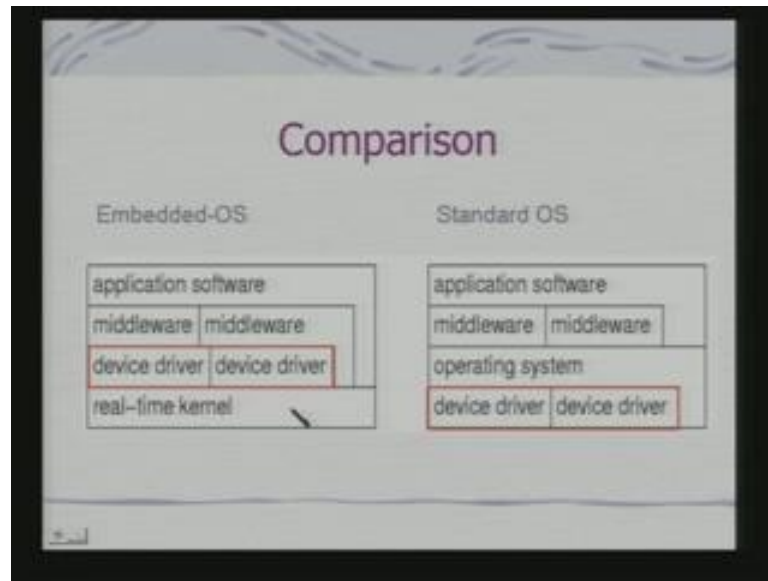 Comparison
Embedded-OS
application software
middleware middleware
device driver device driver
real-time kernel
Standard OS
application software
middleware middleware
operating system
device driver device driver